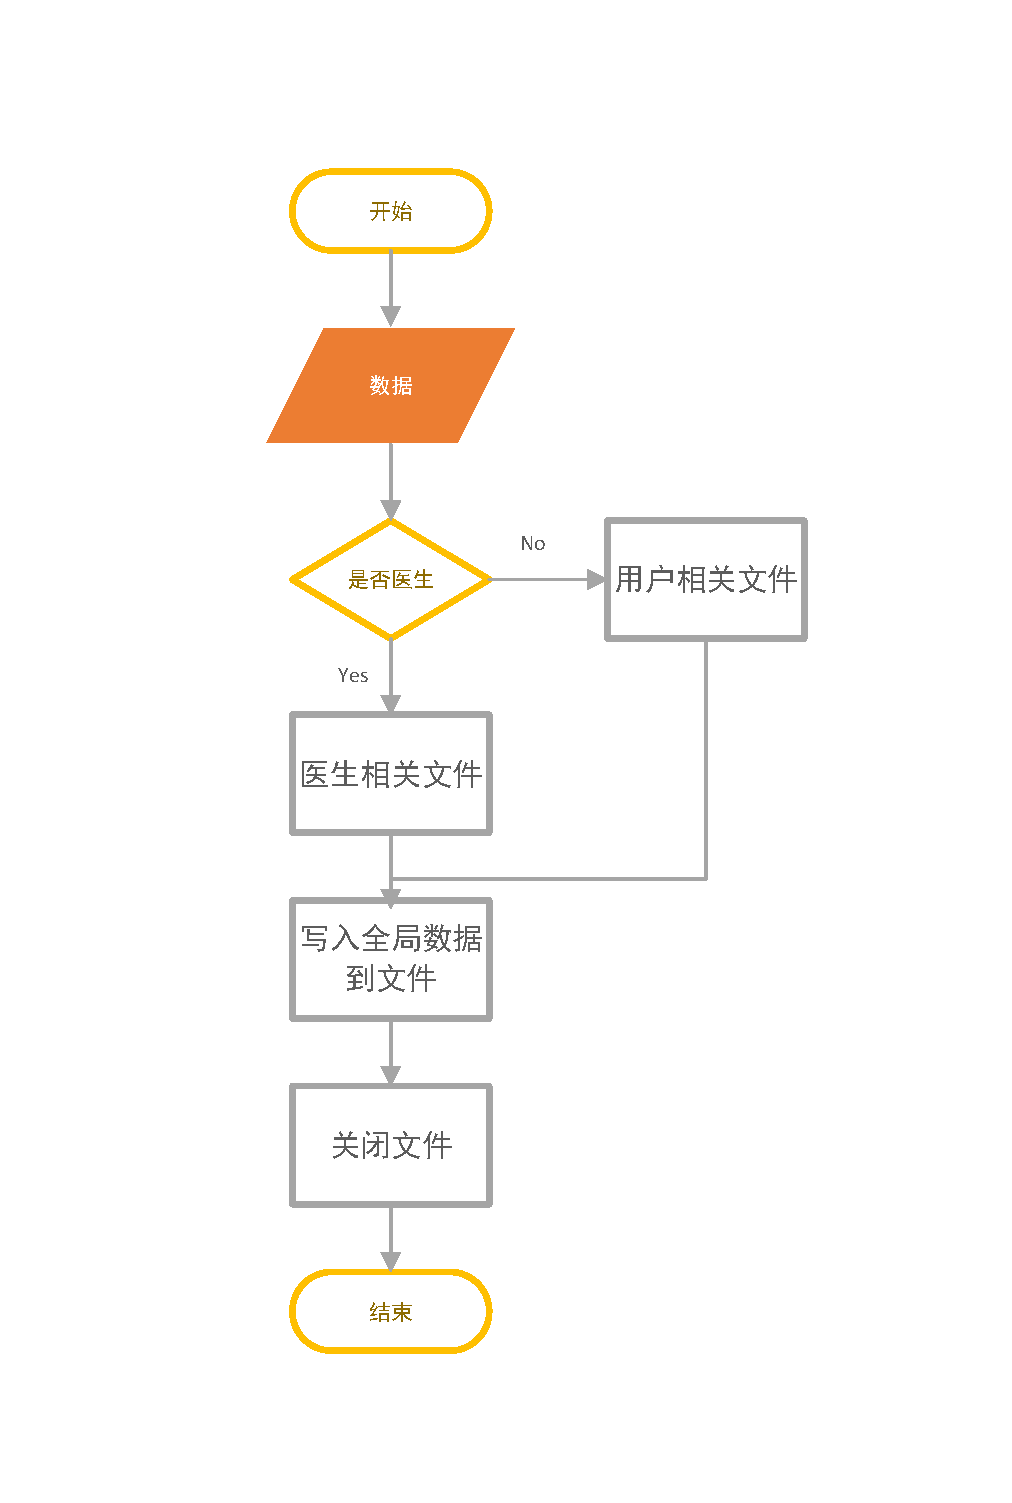 开始
数据
是否医生
No
用户相关文件
Yes
医生相关文件
写入全局数据
到文件
关闭文件
结束